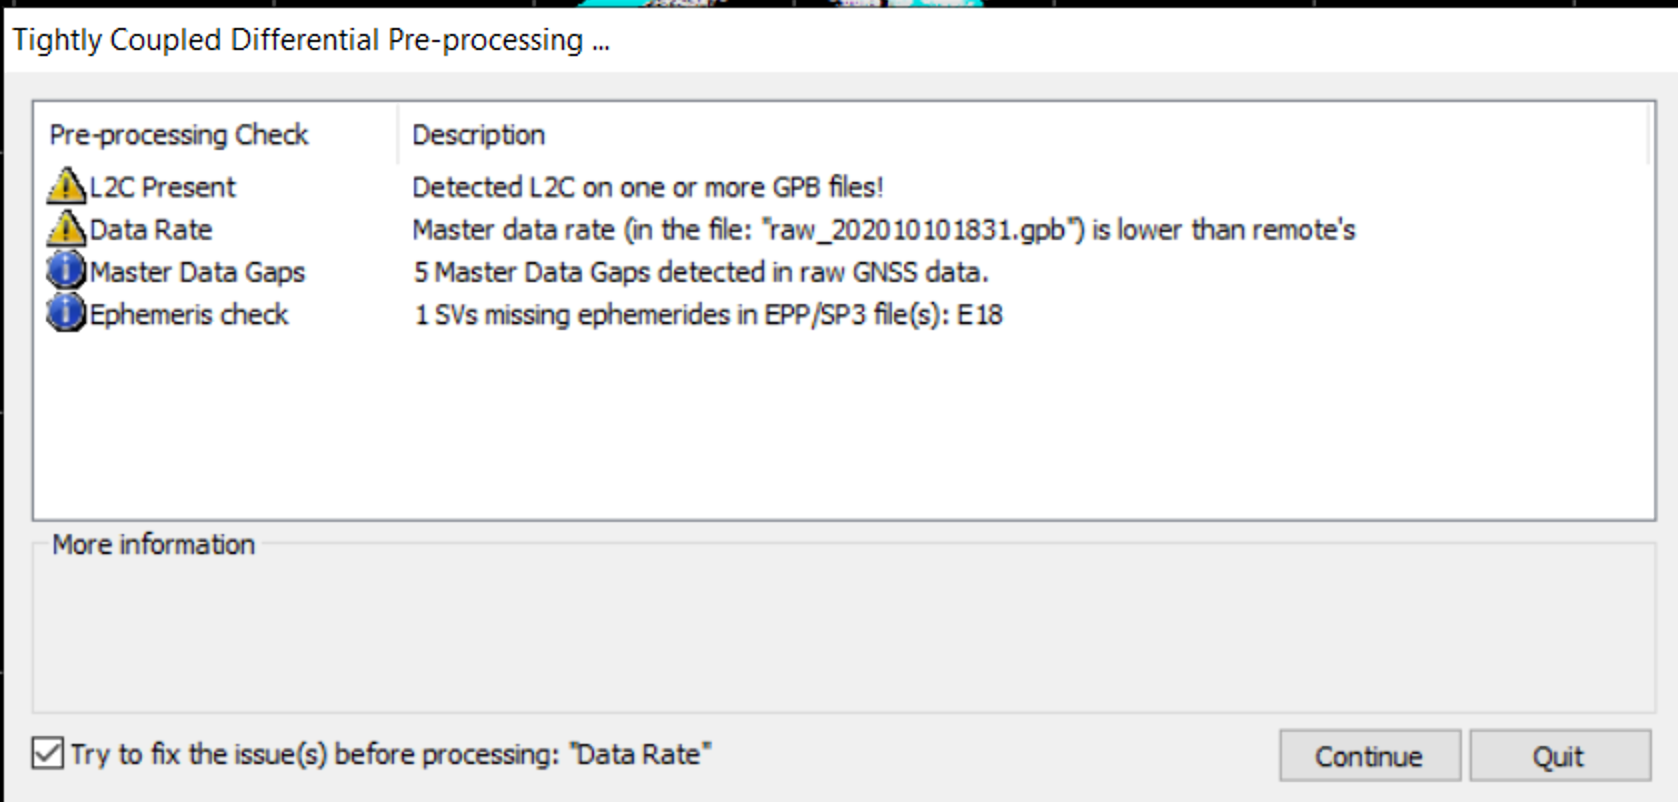 Tightly Coupled Differential Pre-processing ...
Pre-processing Check Description
L2C Present Detected L2C on one or more GPB files!
Data Rate Master data rate (in the file: "raw_202010101831.gpb") is lower than remote's
Master Data Gaps 5 Master Data Gaps detected in raw GNSS data.
Ephemeris check 1 SVs missing ephemerides in EPP/SP3 file(s): E18
More information
Try to fix the issue(s) before processing: "Data Rate"
Continue Quit